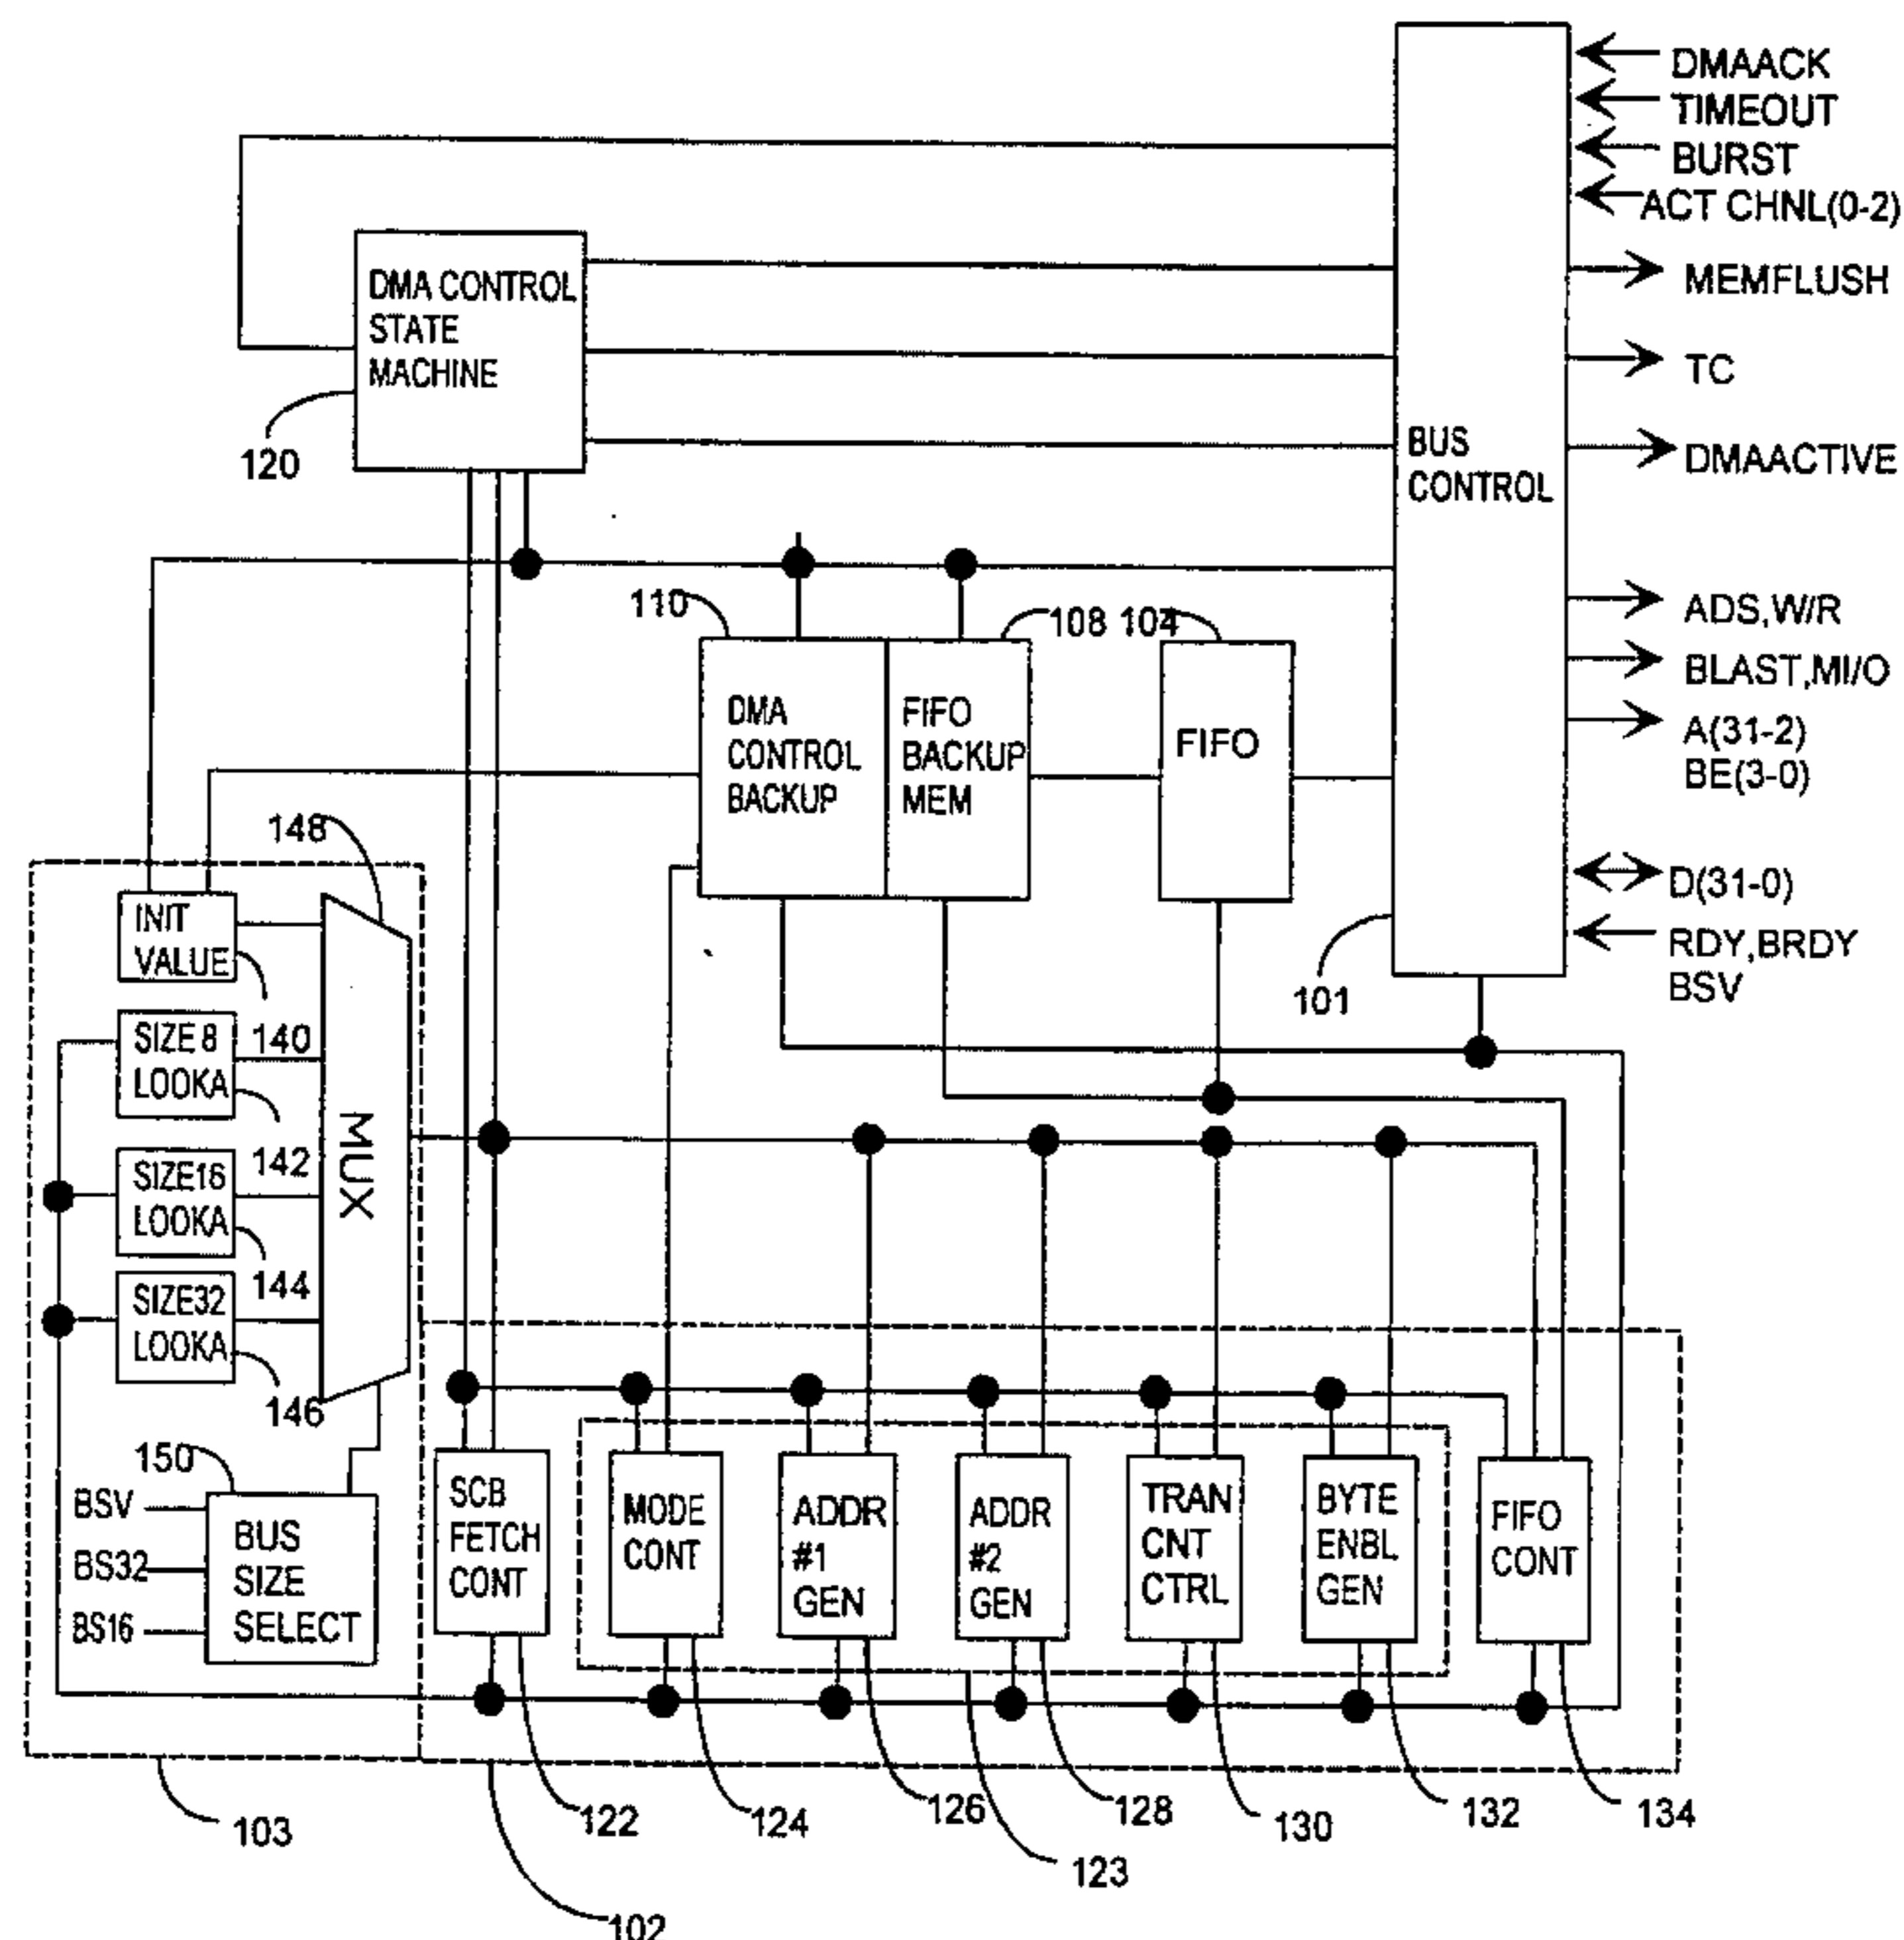 DMAACK
TIMEOUT
BURST
ACT CHNL(0-2)
MEMFLUSH
TC
DMAACTIVE
ADS,W/R
BLAST,MI/O
A(31-2)
BE(3-0)
D(31-0)
RDY,BRDY
BSV
BUS
CONTROL
101
DMA CONTROL
STATE
MACHINE
120
110
108
104
DMA
CONTROL
BACKUP
FIFO
BACKUP
MEM
FIFO
148
INIT
VALUE
140
SIZE 8
LOOKA
142
SIZE16
LOOKA
144
SIZE32
LOOKA
146
MUX
150
BSV
BS32
BS16
BUS
SIZE
SELECT
SCB
FETCH
CONT
MODE
CONT
ADDR
#1
GEN
ADDR
#2
GEN
TRAN
CNT
CTRL
BYTE
ENBL
GEN
FIFO
CONT
103
122
124
126
128
130
132
134
123
102